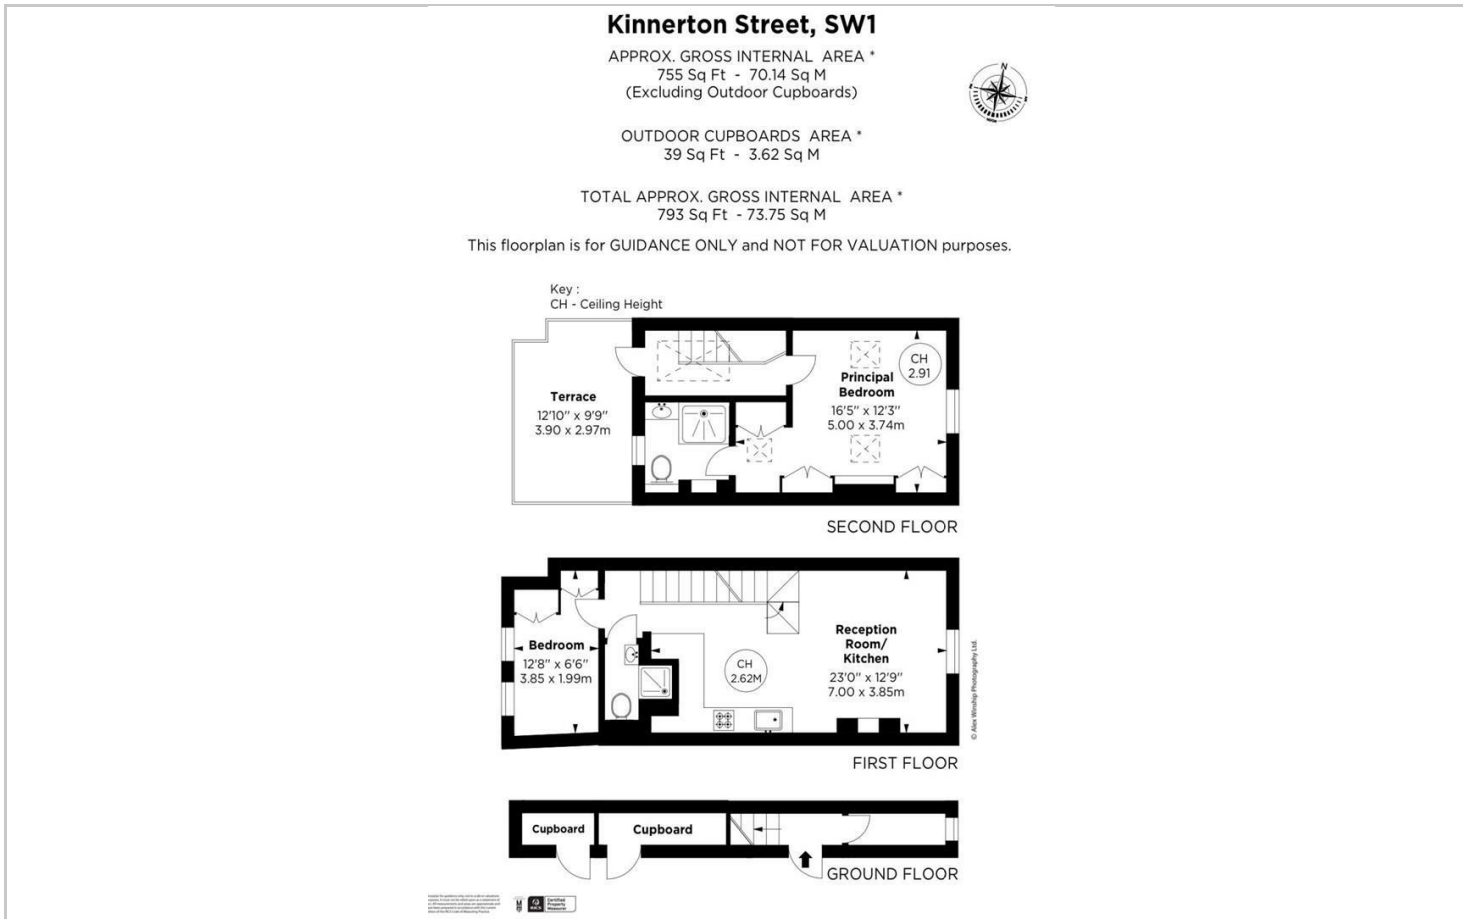 Kinnerton Street, SW1
APPROX. GROSS INTERNAL AREA *
755 Sq Ft - 70.14 Sq M
(Excluding Outdoor Cupboards)
N
OUTDOOR CUPBOARDS AREA *
39 Sq Ft - 3.62 Sq M
TOTAL APPROX. GROSS INTERNAL AREA *
793 Sq Ft - 73.75 Sq M
This floorplan is for GUIDANCE ONLY and NOT FOR VALUATION purposes.
Key :
CH - Ceiling Height
Terrace
12'10" x 9'9"
3.90 x 2.97m
CH
2.91
Principal
Bedroom
16'5" x 12'3"
5.00 x 3.74m
SECOND FLOOR
Bedroom
12'8" x 6'6"
3.85 x 1.99m
CH
2.62M
Reception
Room/
Kitchen
23'0" x 12'9"
7.00 x 3.85m
© Alex Winship Photography Ltd.
FIRST FLOOR
Cupboard
Cupboard
GROUND FLOOR
RICS
Certified
Property
Measurer